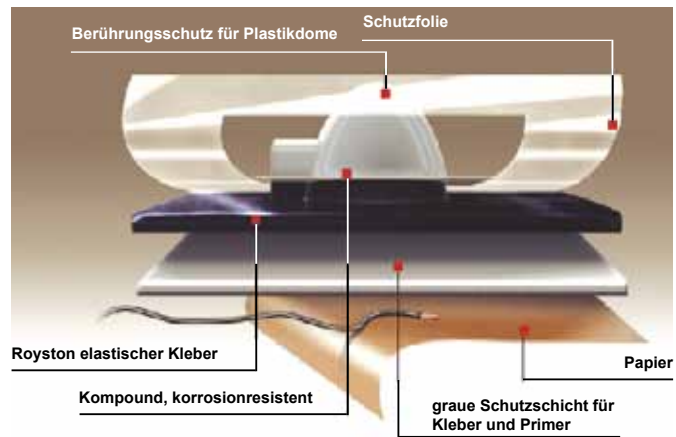 Schutzfolie
Berührungsschutz für Plastikdome
Royston elastischer Kleber
Papier
Kompound, korrosionresistent
graue Schutzschicht für
Kleber und Primer